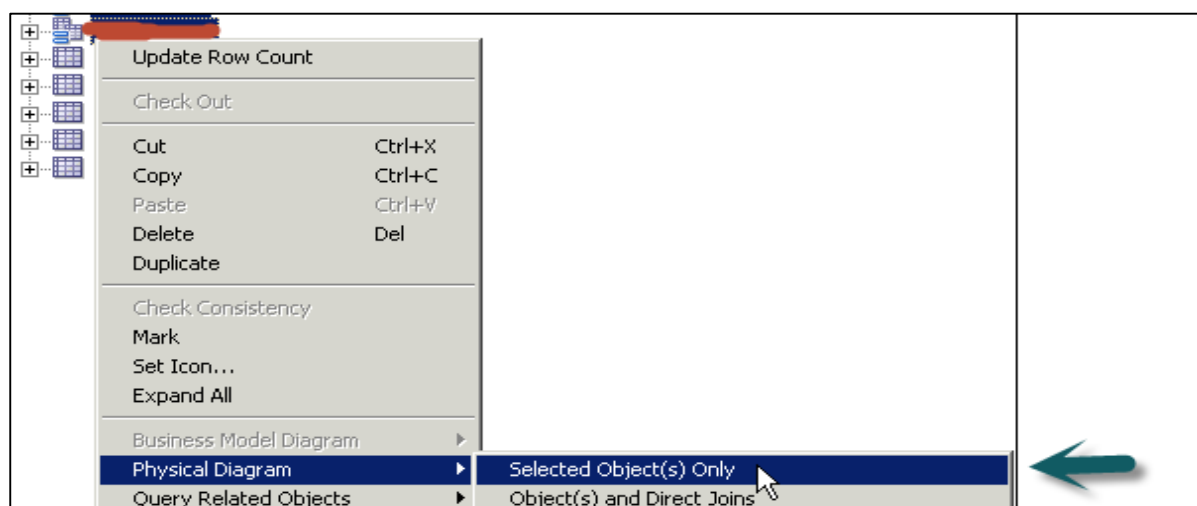 Update Row Count
Check Out
Cut Ctrl+X
Copy Ctrl+C
Paste Ctrl+V
Delete Del
Duplicate
Check Consistency
Mark
Set Icon...
Expand All
Business Model Diagram
Physical Diagram Selected Object(s) Only
Query Related Objects Object(s) and Direct Joins